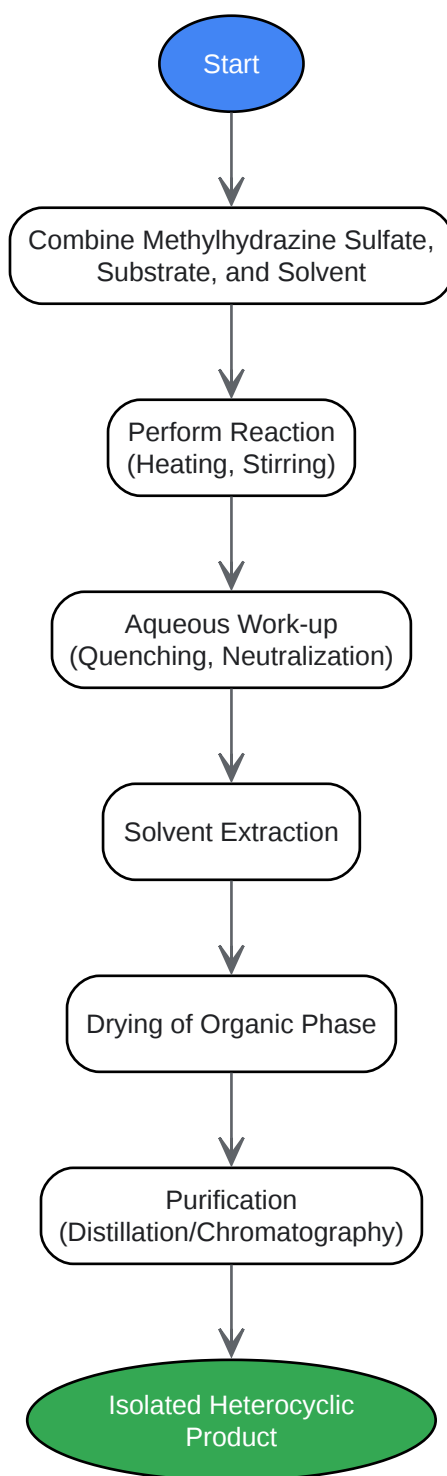 Start
Combine Methylhydrazine Sulfate,
Substrate, and Solvent
Perform Reaction
(Heating, Stirring)
Aqueous Work-up
(Quenching, Neutralization)
Solvent Extraction
Drying of Organic Phase
Purification
(Distillation/Chromatography)
Isolated Heterocyclic
Product